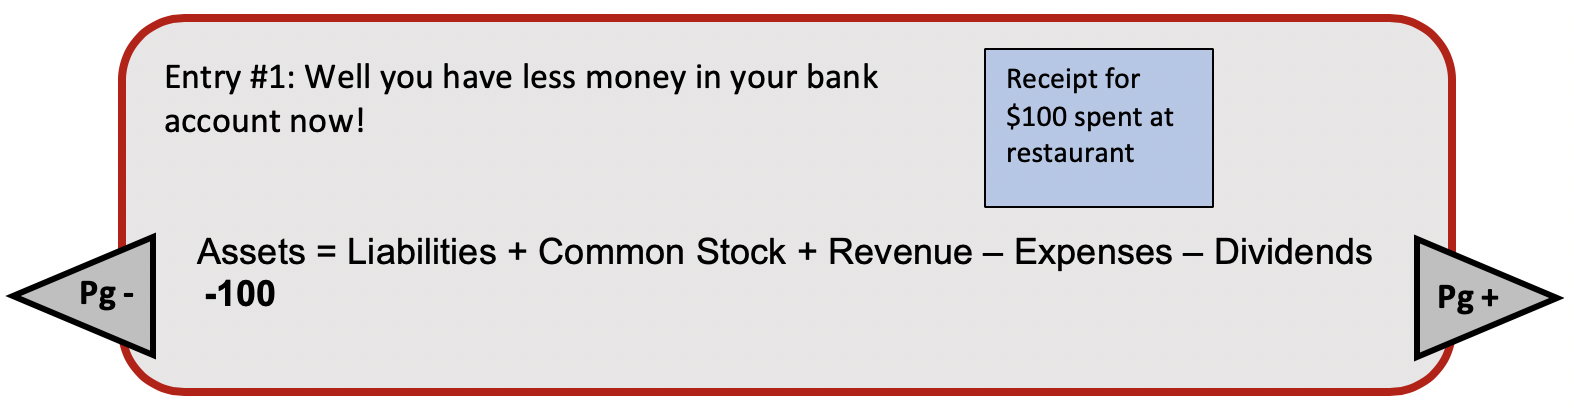 Entry #1: Well you have less money in your bank
account now!
Receipt for
$100 spent at
restaurant
Assets = Liabilities + Common Stock + Revenue – Expenses – Dividends
-100
Pg -
Pg +